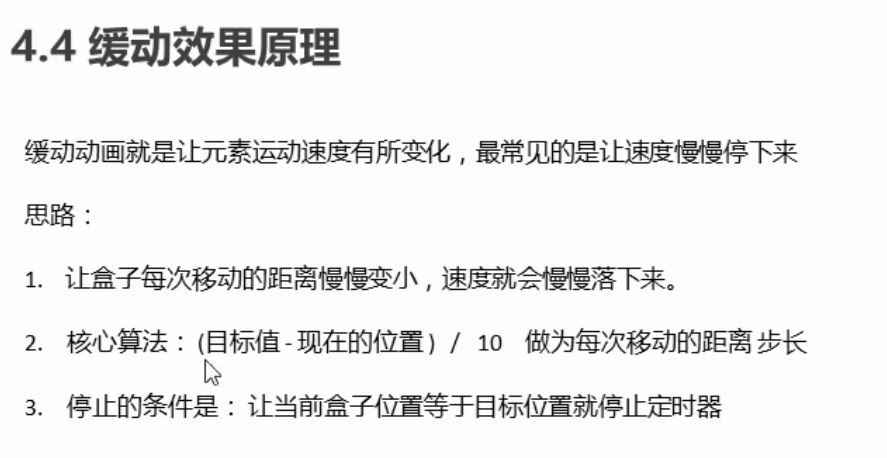 4.4 缓动效果原理
缓动动画就是让元素运动速度有所变化，最常见的是让速度慢慢停下来
思路：
1. 让盒子每次移动的距离慢慢变小，速度就会慢慢落下来。
2. 核心算法：(目标值 - 现在的位置) / 10 做为每次移动的距离 步长
3. 停止的条件是：让当前盒子位置等于目标位置就停止定时器